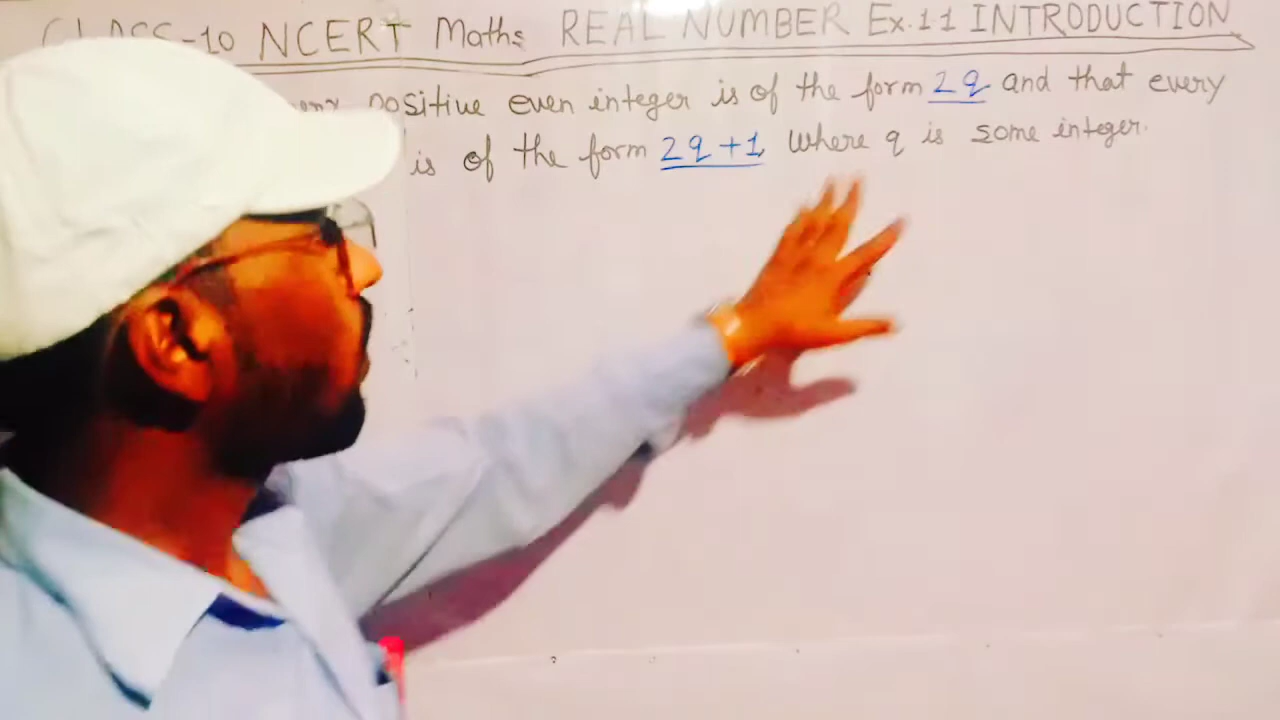 CLASS-10 NCERT Maths REAL NUMBER Ex.1.1 INTRODUCTION
positive even integer is of the form 2q and that every
is of the form 2q+1 where q is some integer.